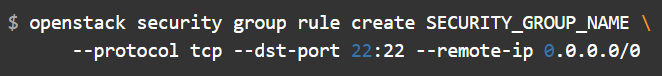 $ openstack security group rule create SECURITY_GROUP_NAME \
--protocol tcp --dst-port 22:22 --remote-ip 0.0.0.0/0